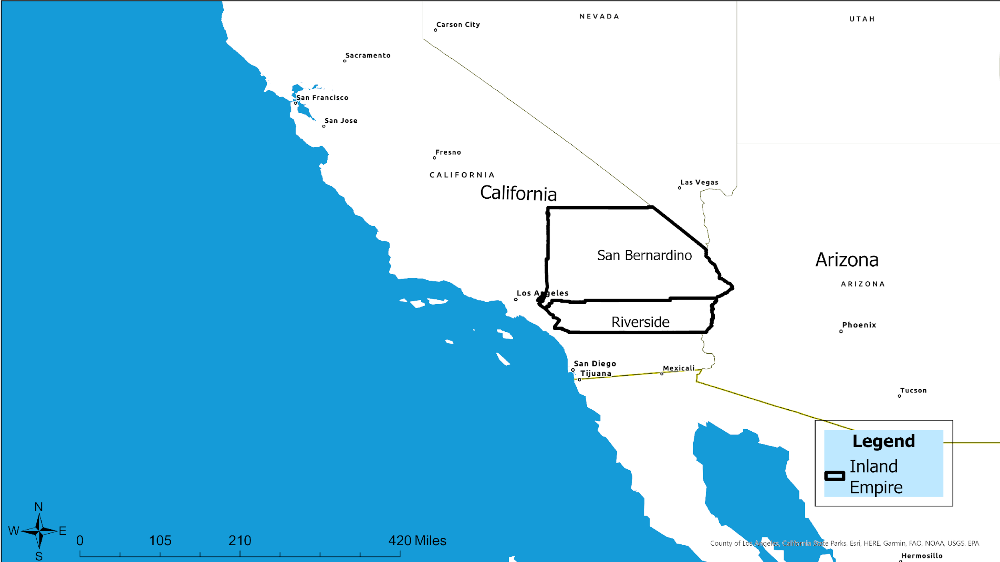 NEVADA
UTAH
Carson City
Sacramento
San Francisco
San Jose
Fresno
CALIFORNIA
California
Las Vegas
San Bernardino
Arizona
ARIZONA
Los Angeles
Riverside
Phoenix
San Diego
Tijuana
Mexicali
Tucson
Legend
Inland
Empire
N
W E
S
0 105 210 420 Miles
County of Los Angeles, California State Parks, Esri, HERE, Garmin, FAO, NOAA, USGS, EPA
Hermosillo